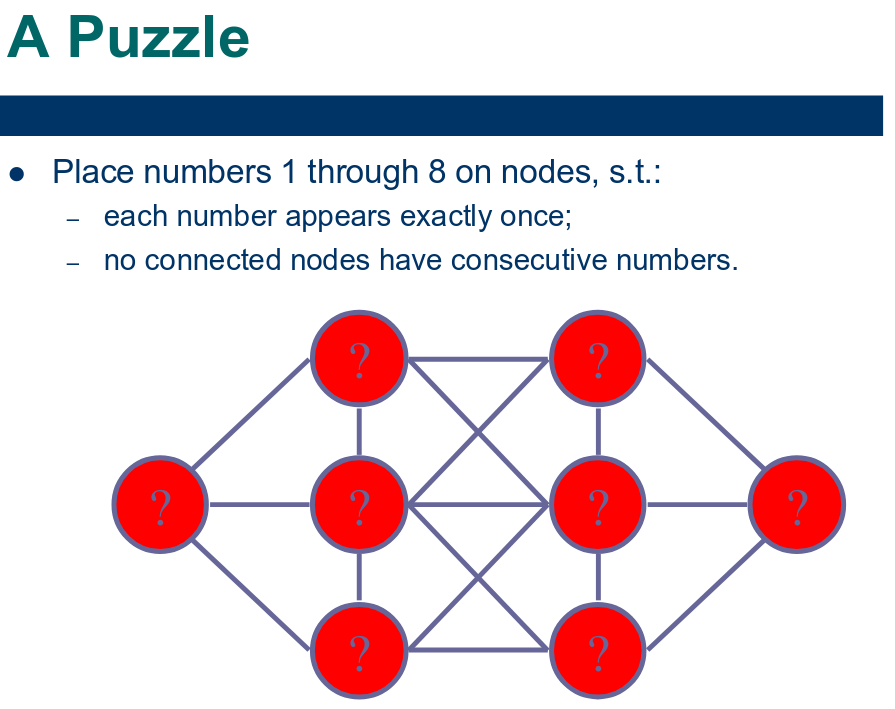 A Puzzle
● Place numbers 1 through 8 on nodes, s.t.:
– each number appears exactly once;
– no connected nodes have consecutive numbers.
? ?
? ? ? ?
? ?